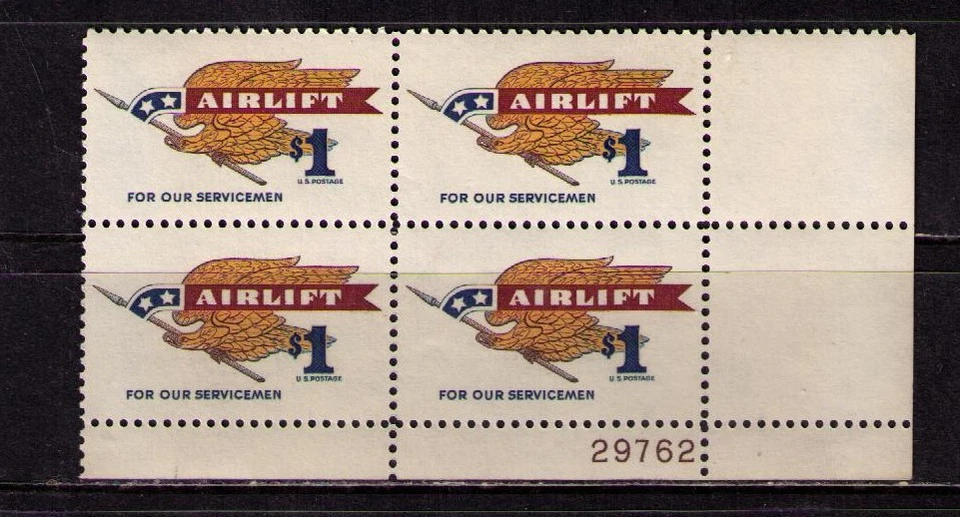 AIRLIFT
$1
U.S. POSTAGE
FOR OUR SERVICEMEN
AIRLIFT
$1
U.S. POSTAGE
FOR OUR SERVICEMEN
AIRLIFT
$1
U.S. POSTAGE
FOR OUR SERVICEMEN
AIRLIFT
$1
U.S. POSTAGE
FOR OUR SERVICEMEN
29762